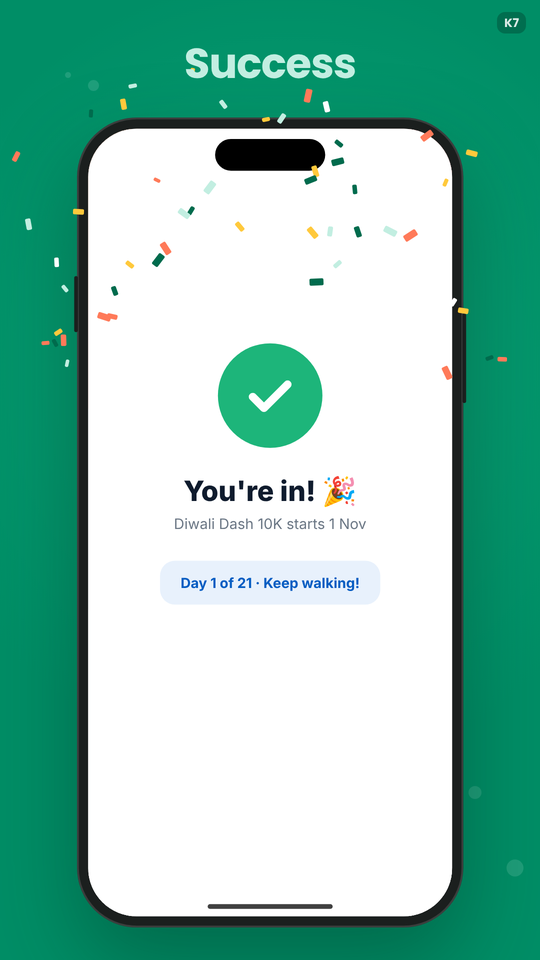 K7
Success
You're in! 🎉
Diwali Dash 10K starts 1 Nov
Day 1 of 21 · Keep walking!